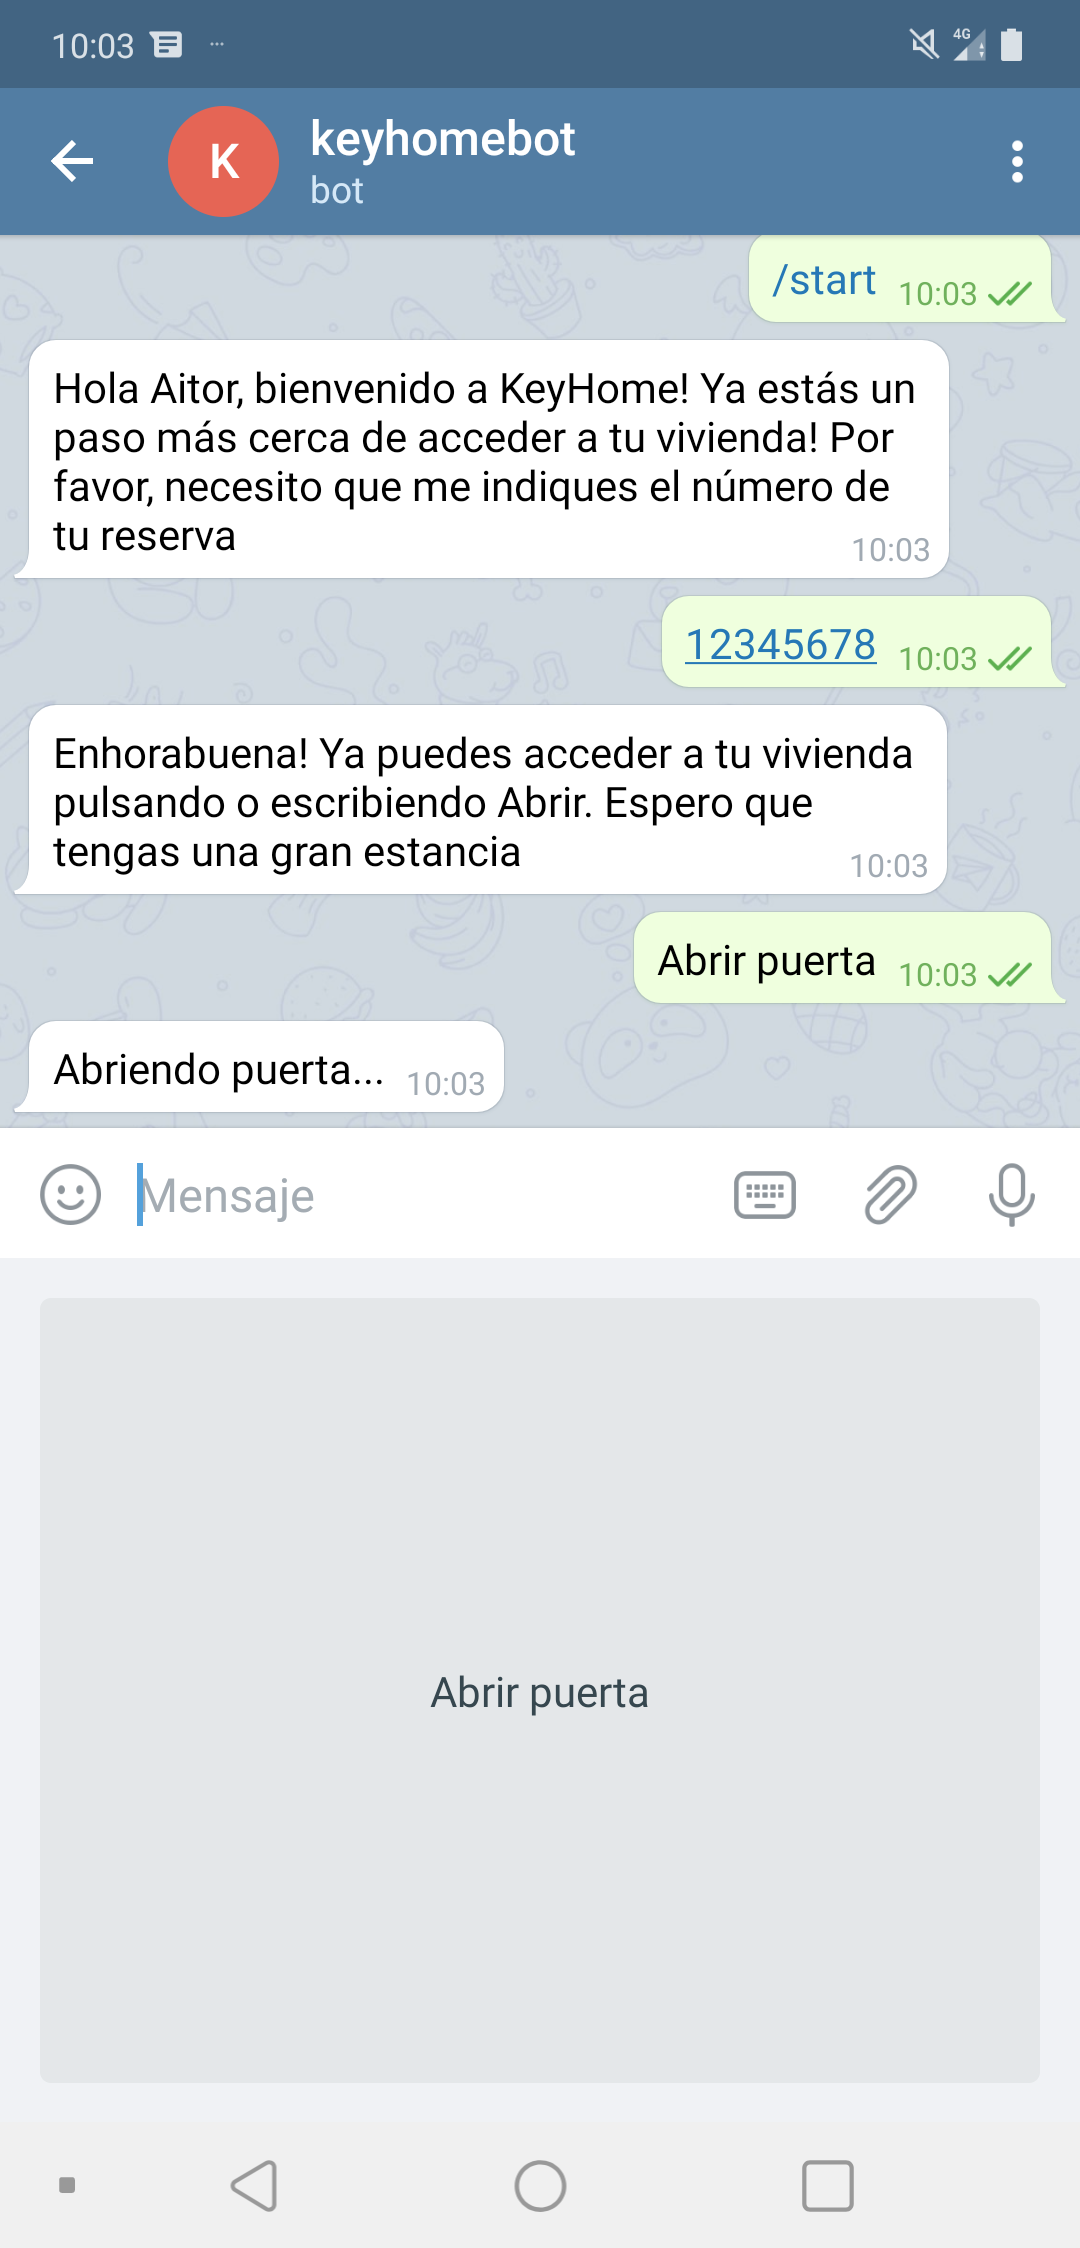 10:03
4G
K
keyhomebot
bot
/start 10:03
Hola Aitor, bienvenido a KeyHome! Ya estás un
paso más cerca de acceder a tu vivienda! Por
favor, necesito que me indiques el número de
tu reserva
10:03
12345678 10:03
Enhorabuena! Ya puedes acceder a tu vivienda
pulsando o escribiendo Abrir. Espero que
tengas una gran estancia
10:03
Abrir puerta 10:03
Abriendo puerta... 10:03
Mensaje
Abrir puerta